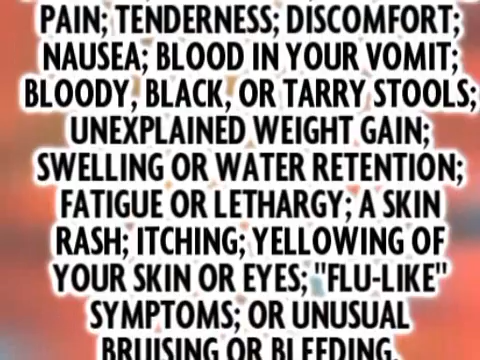 PAIN; TENDERNESS; DISCOMFORT;
NAUSEA; BLOOD IN YOUR VOMIT;
BLOODY, BLACK, OR TARRY STOOLS;
UNEXPLAINED WEIGHT GAIN;
SWELLING OR WATER RETENTION;
FATIGUE OR LETHARGY; A SKIN
RASH; ITCHING; YELLOWING OF
YOUR SKIN OR EYES; "FLU-LIKE"
SYMPTOMS; OR UNUSUAL
BRUISING OR BLEEDING.